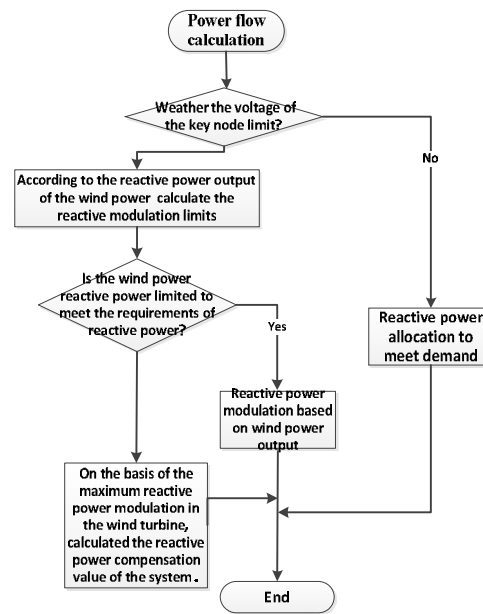 Power flow
calculation
Weather the voltage of
the key node limit?
No
According to the reactive power output
of the wind power calculate the
reactive modulation limits
Is the wind power
reactive power limited to
meet the requirements of
reactive power?
Yes
Reactive power
allocation to
meet demand
Reactive power
modulation based
on wind power
output
On the basis of the
maximum reactive
power modulation in
the wind turbine,
calculated the reactive
power compensation
value of the system.
End